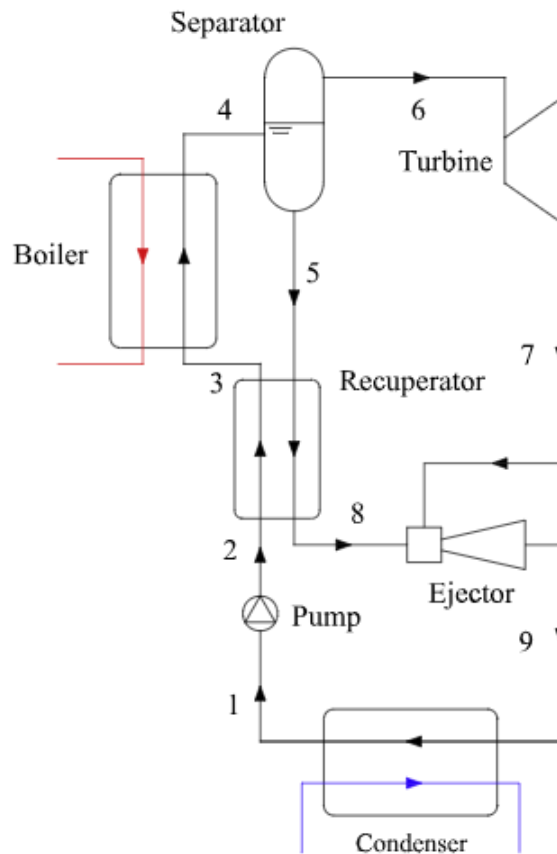 Separator
4
6
Turbine
Boiler
5
7
3
Recuperator
2
8
Ejector
Pump
9
1
Condenser